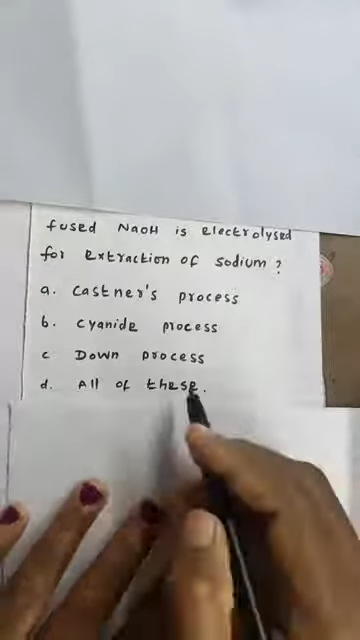 fused NaOH is electrolysed
for extraction of sodium ?
a. Castner's process
b. Cyanide process
c Down process
d. All of these.